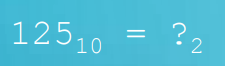 125₁₀ = ?₂